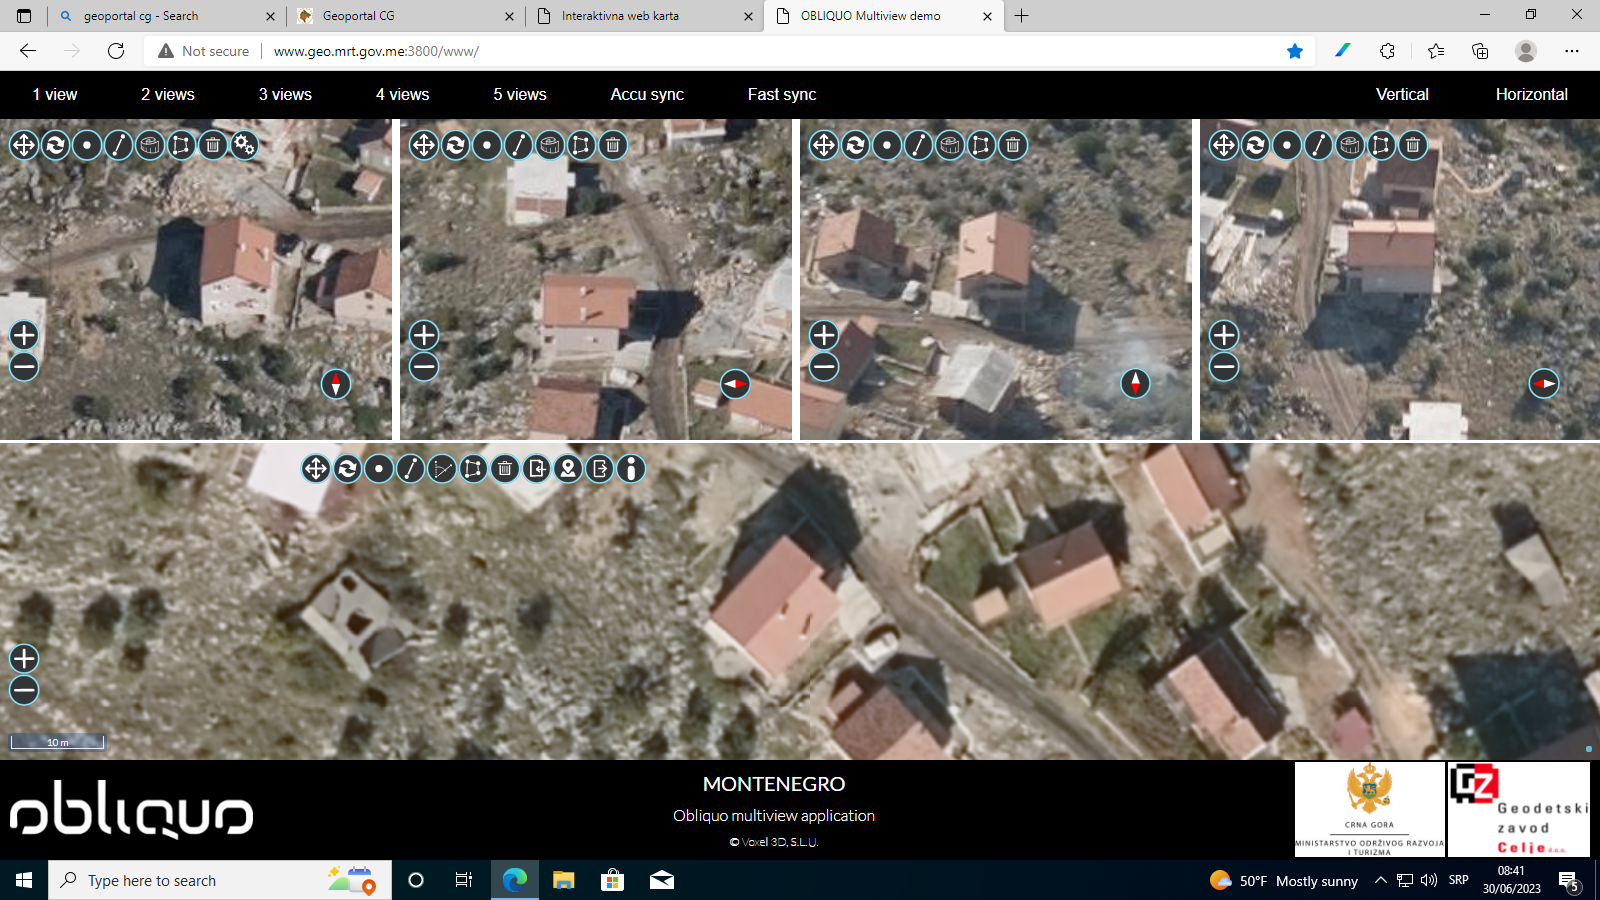 geoportal cg - Search
Geoportal CG
Interaktivna web karta
OBLIQUO Multiview demo
Not secure
www.geo.mrt.gov.me:3800/www/
1 view
2 views
3 views
4 views
5 views
Accu sync
Fast sync
Vertical
Horizontal
10 m
obliquo
MONTENEGRO
Obliquo multiview application
© Voxel 3D, S.L.U.
CRNA GORA
MINISTARSTVO ODRŽIVOG RAZVOJA
I TURIZMA
GZ
Geodetski
zavod
Celje d.o.o.
Type here to search
50°F Mostly sunny
SRP
08:41
30/06/2023
5